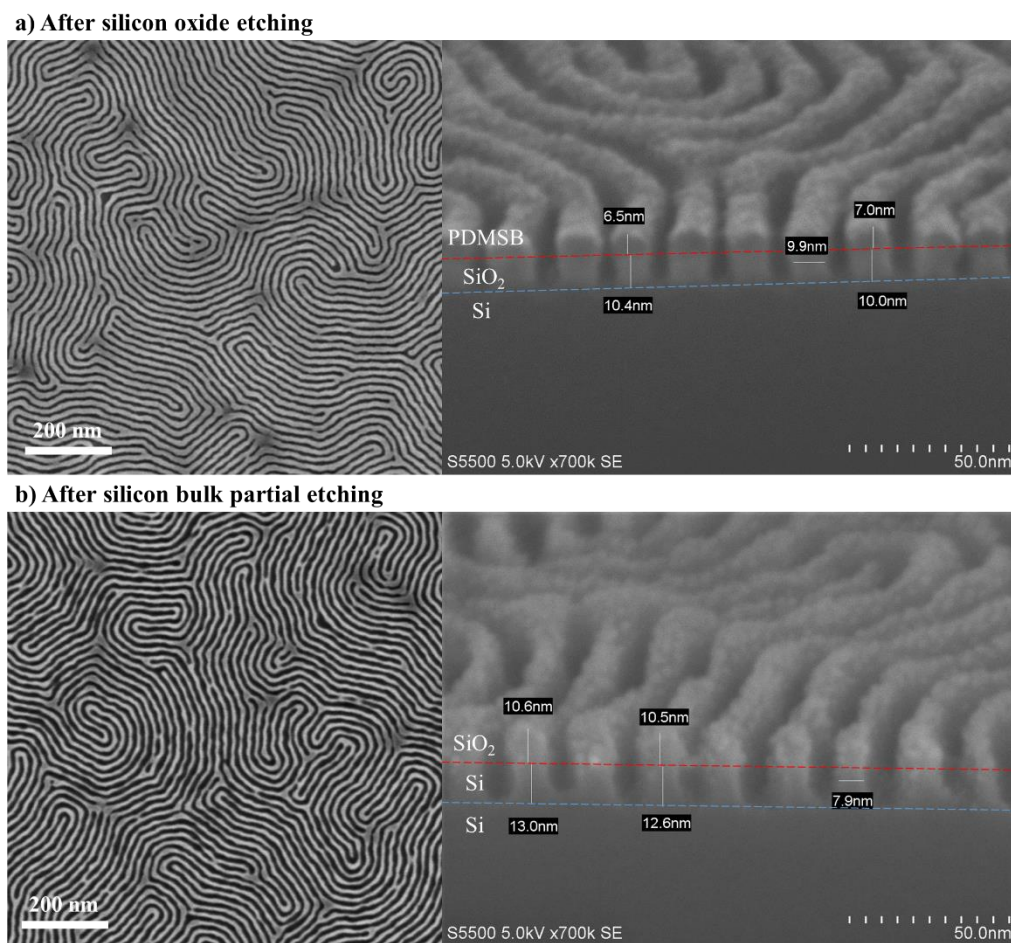 a) After silicon oxide etching
6.5nm
7.0nm
PDMSB
9.9nm
SiO2
10.4nm
10.0nm
Si
200 nm
S5500 5.0kV x700k SE
50.0nm
b) After silicon bulk partial etching
10.6nm
10.5nm
SiO2
Si
7.9nm
Si
13.0nm
12.6nm
200 nm
S5500 5.0kV x700k SE
50.0nm